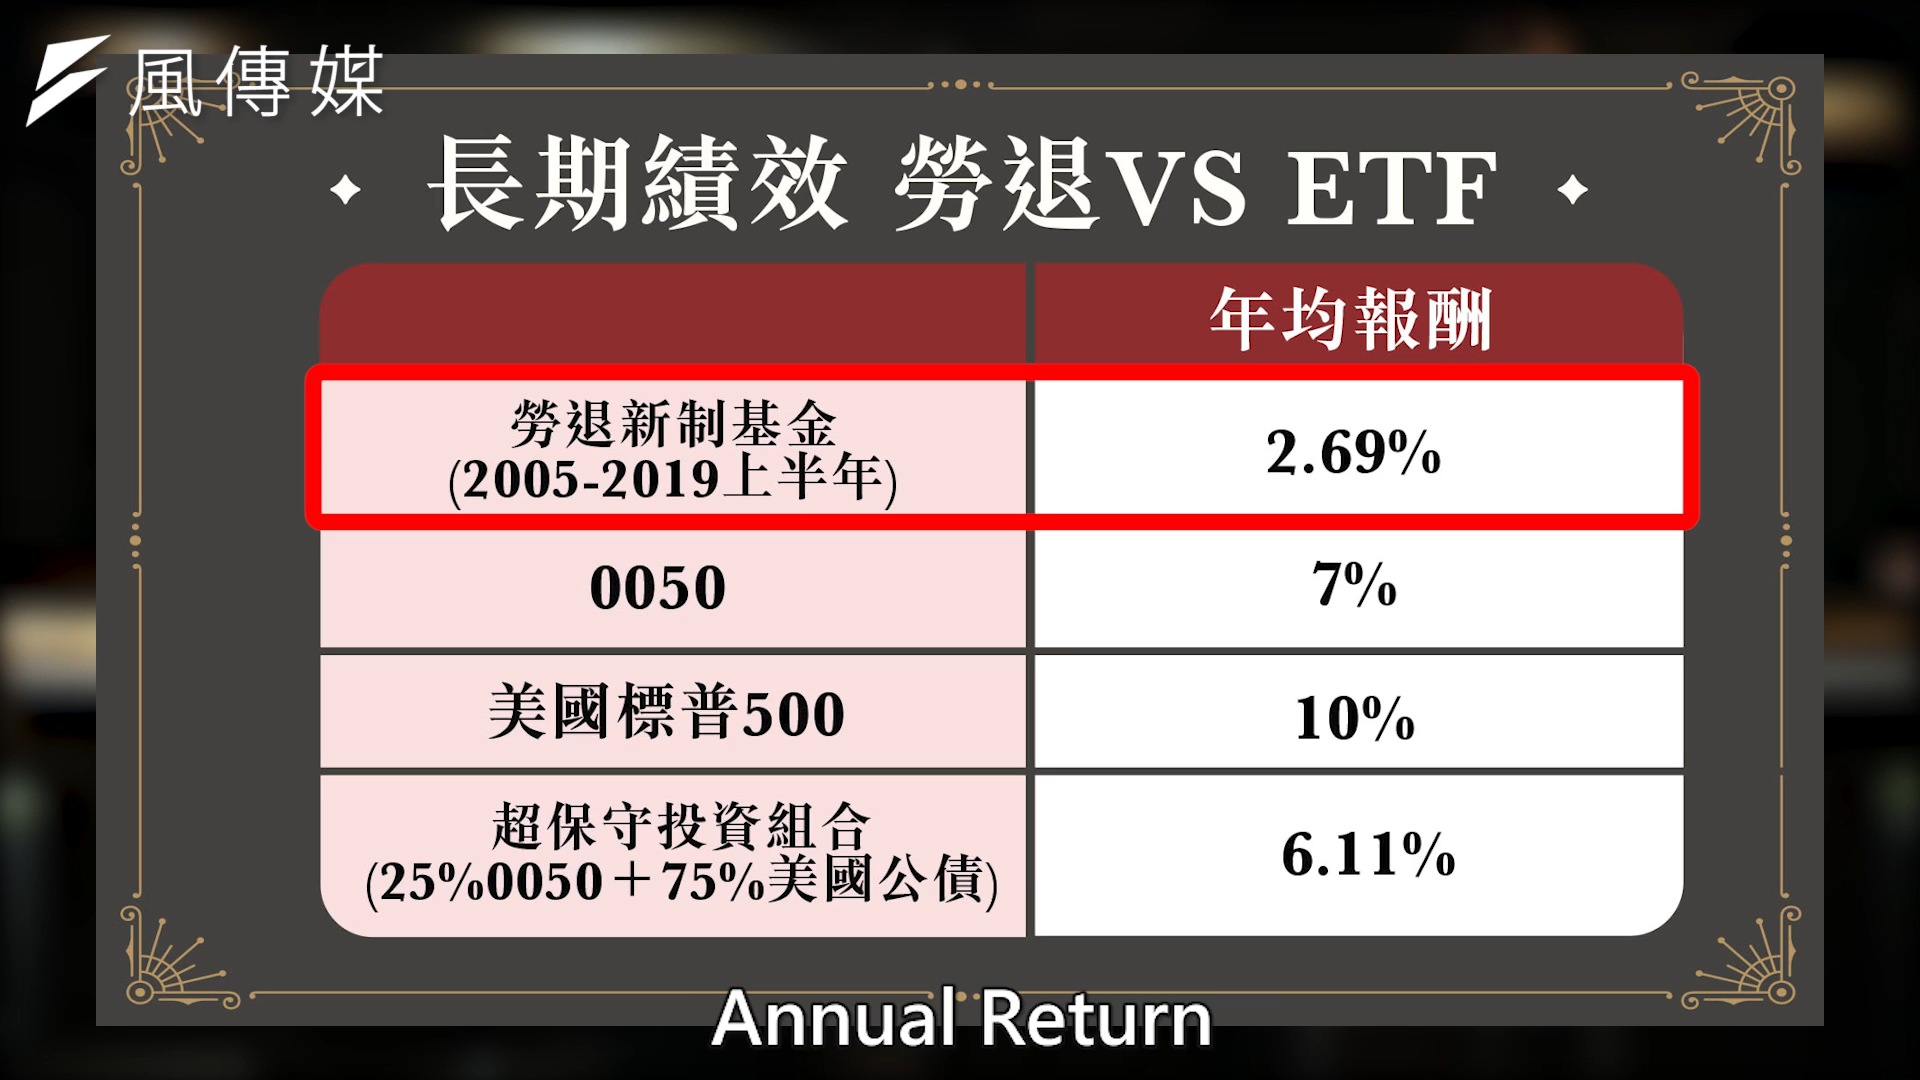 風傳媒
長期績效 勞退VS ETF
年均報酬
勞退新制基金
(2005-2019上半年)
2.69%
0050
7%
美國標普500
10%
超保守投資組合
(25%0050＋75%美國公債)
6.11%
Annual Return